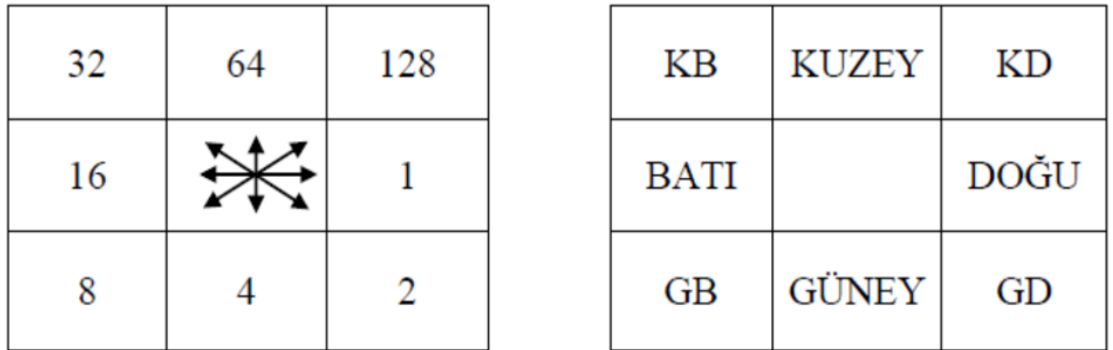 32 64 128
16 1
8 4 2
KB KUZEY KD
BATI DOĞU
GB GÜNEY GD